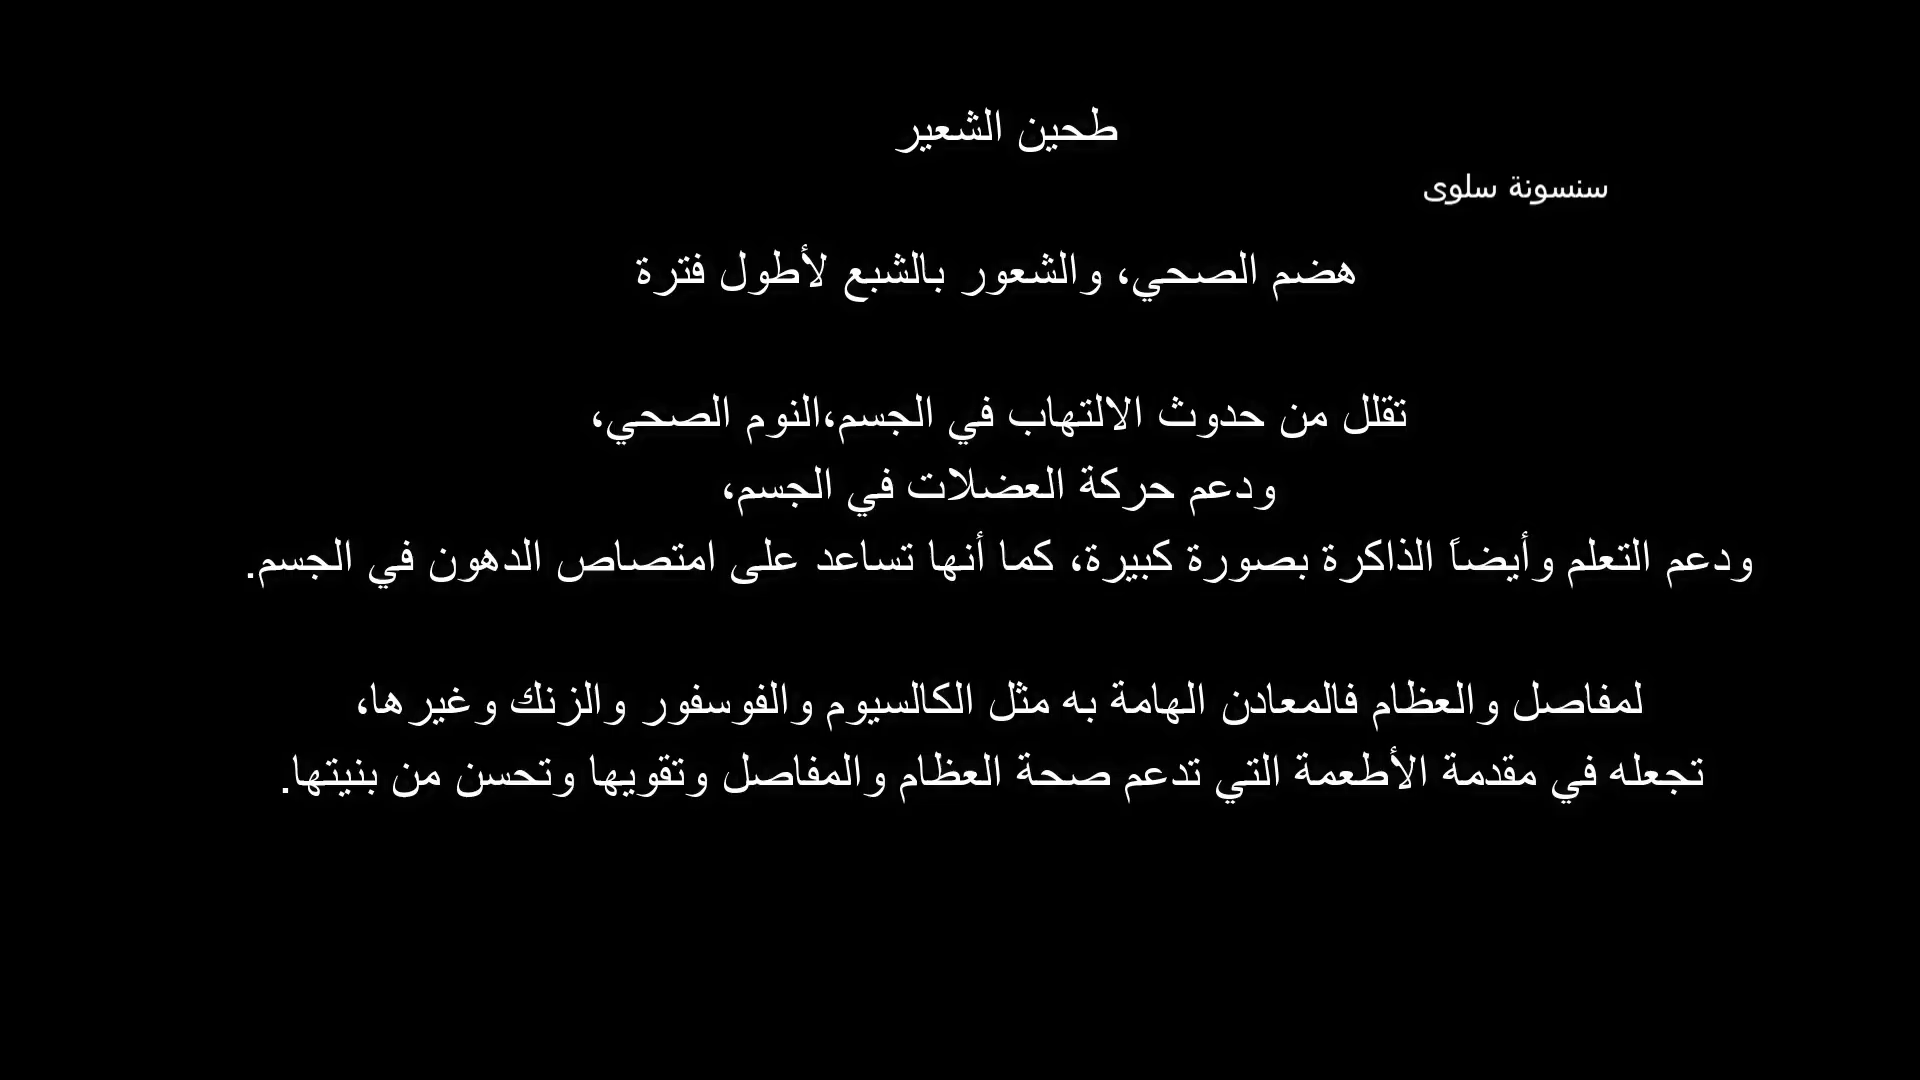 طحين الشعير
سنسونة سلوى
هضم الصحي، والشعور بالشبع لأطول فترة
تقلل من حدوث الالتهاب في الجسم،النوم الصحي،
ودعم حركة العضلات في الجسم،
ودعم التعلم وأيضاً الذاكرة بصورة كبيرة، كما أنها تساعد على امتصاص الدهون في الجسم.
لمفاصل والعظام فالمعادن الهامة به مثل الكالسيوم والفوسفور والزنك وغيرها،
تجعله في مقدمة الأطعمة التي تدعم صحة العظام والمفاصل وتقويها وتحسن من بنيتها.